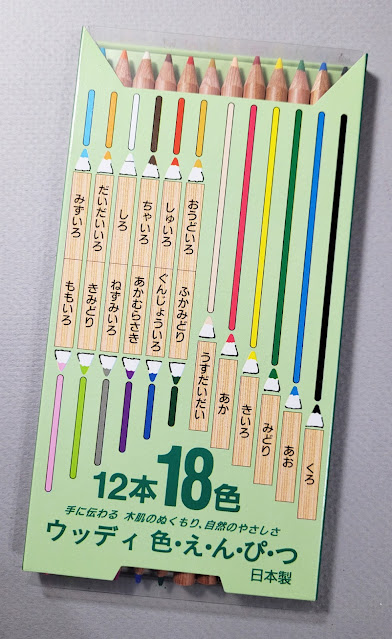 みずいろ
だいだいいろ
しろ
ちゃいろ
しゅいろ
おうどいろ
ももいろ
きみどり
ねずみいろ
あかむらさき
ぐんじょういろ
ふかみどり
うすだいだい
あか
きいろ
みどり
あお
くろ
12本18色
手に伝わる 木肌のぬくもり、自然のやさしさ
ウッディ 色・え・ん・ぴ・つ
日本製